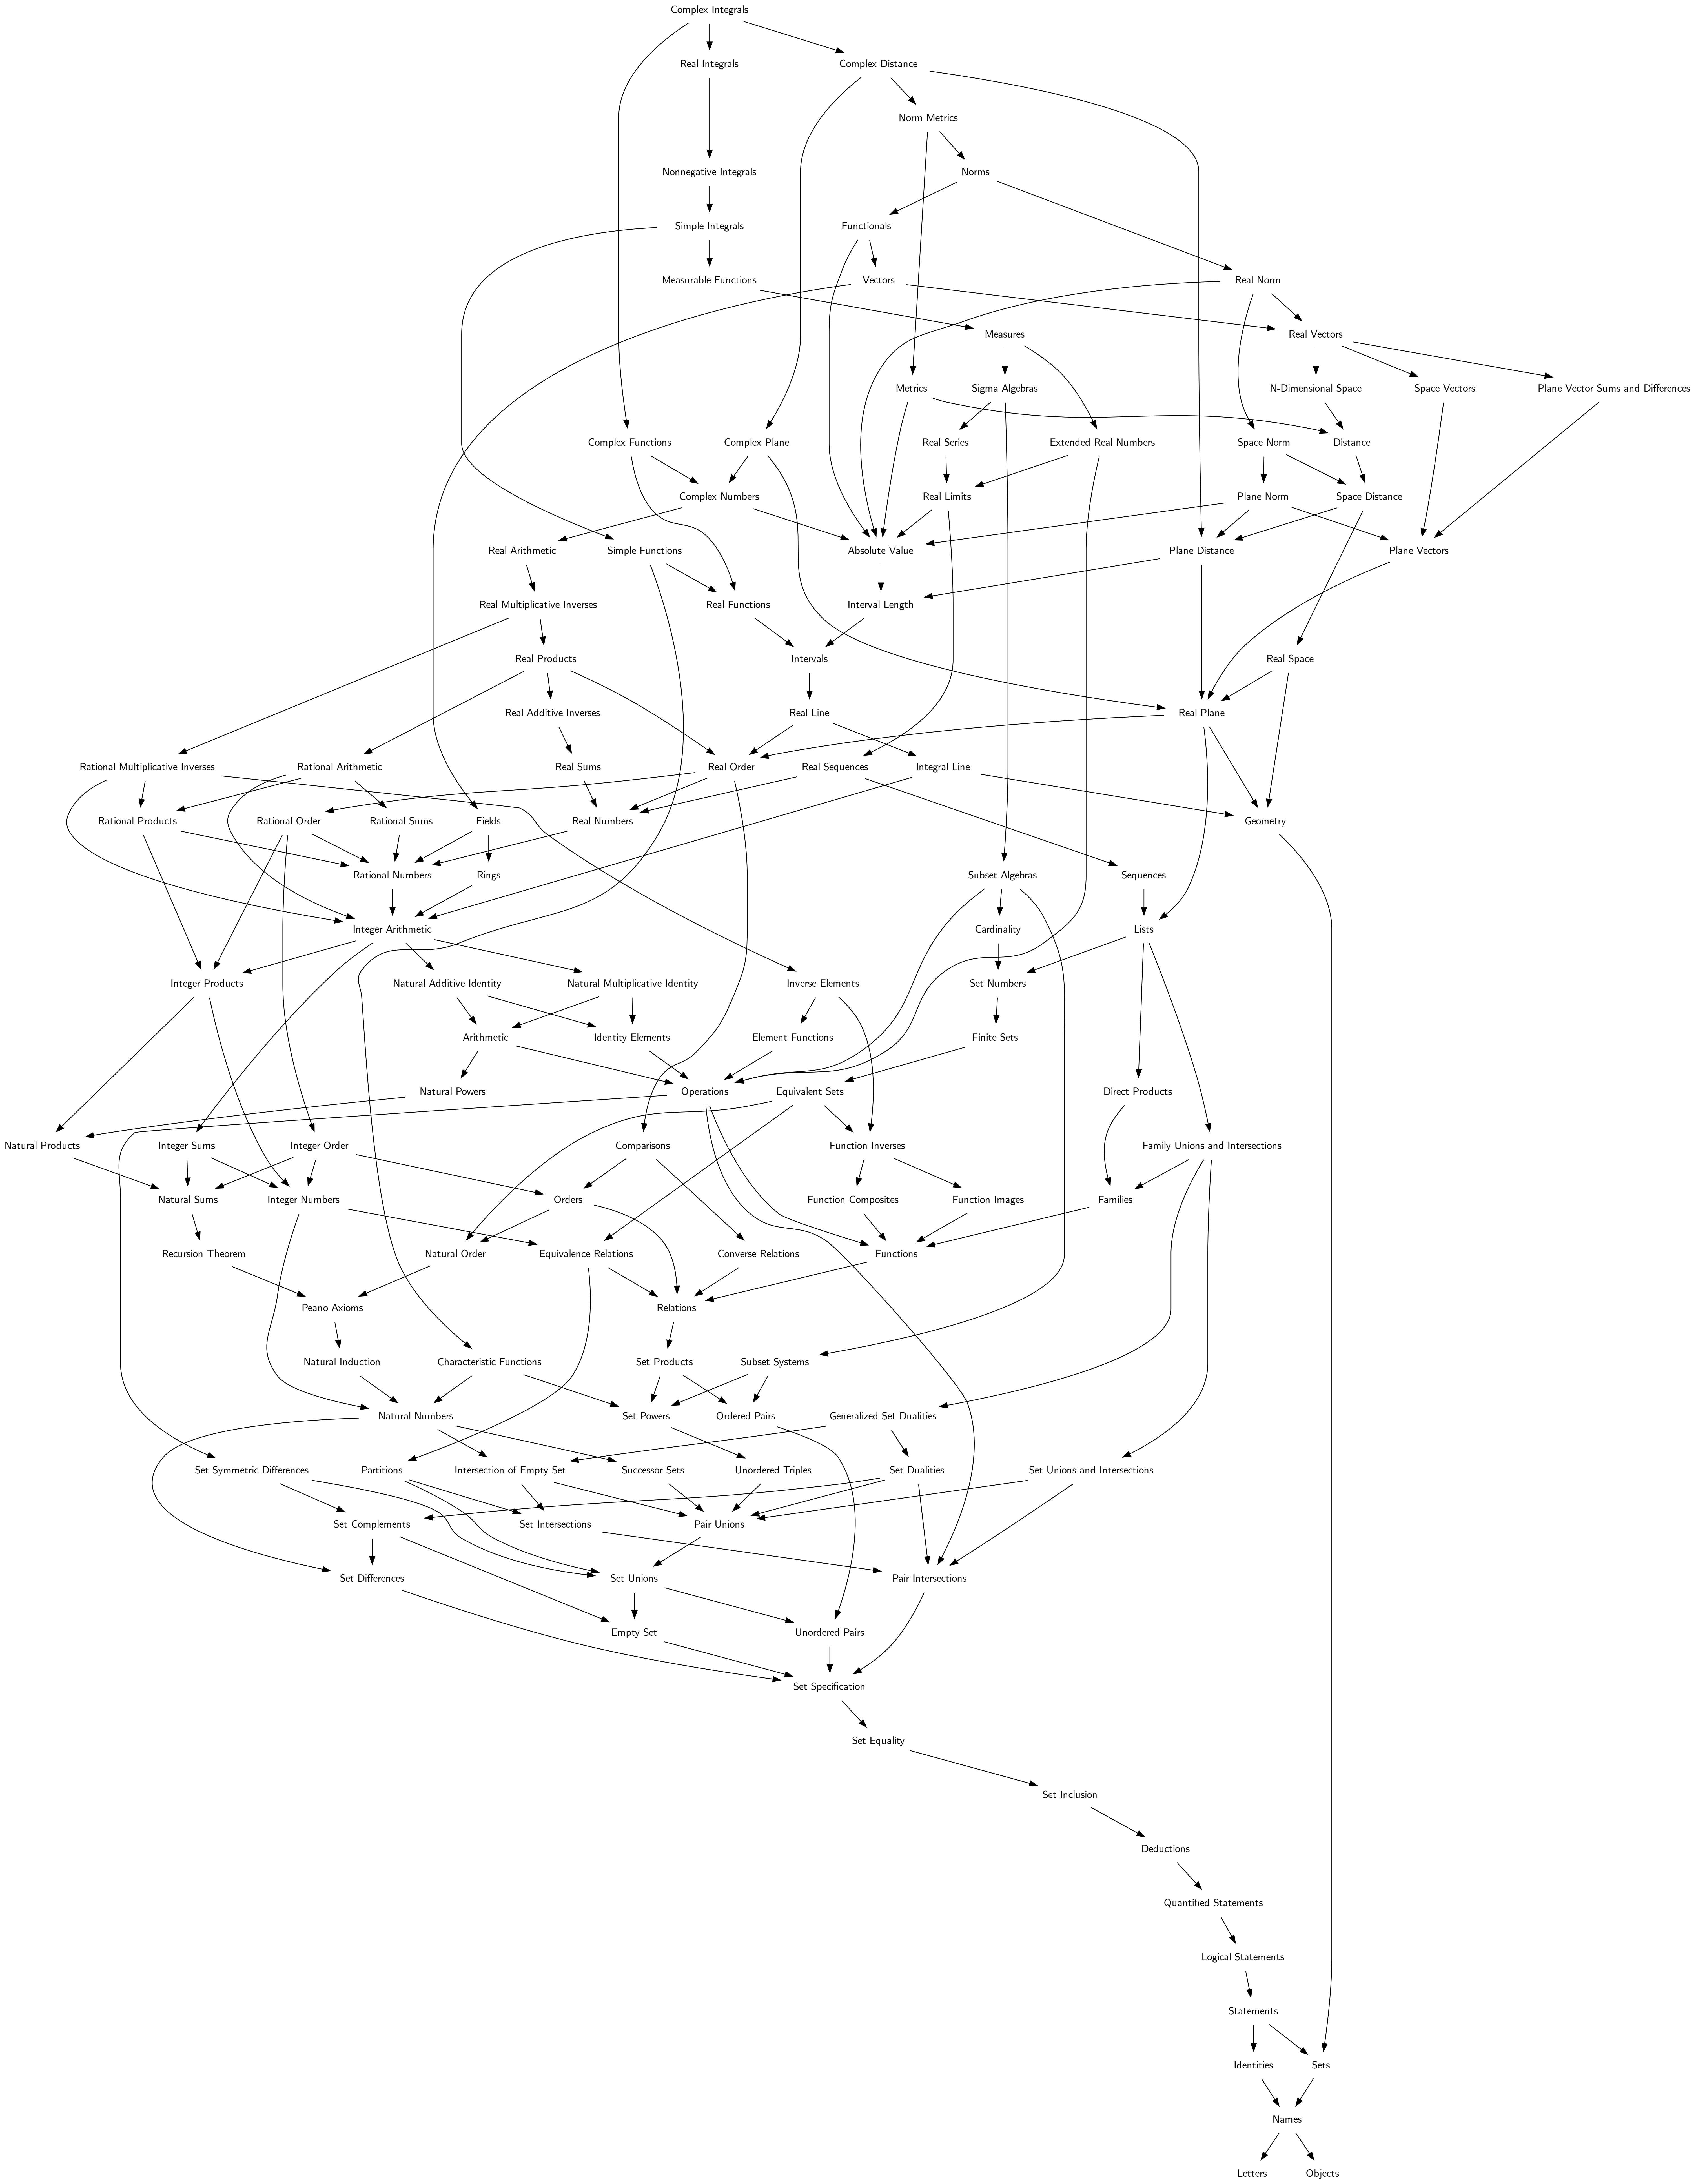 Complex Integrals
Real Integrals
Complex Distance
Norm Metrics
Nonnegative Integrals
Norms
Simple Integrals
Functionals
Measurable Functions
Vectors
Real Norm
Measures
Real Vectors
Metrics
Sigma Algebras
N-Dimensional Space
Space Vectors
Plane Vector Sums and Differences
Complex Functions
Complex Plane
Real Series
Extended Real Numbers
Space Norm
Distance
Complex Numbers
Real Limits
Plane Norm
Space Distance
Real Arithmetic
Simple Functions
Absolute Value
Plane Distance
Plane Vectors
Real Multiplicative Inverses
Real Functions
Interval Length
Real Products
Intervals
Real Space
Real Additive Inverses
Real Line
Real Plane
Rational Multiplicative Inverses
Rational Arithmetic
Real Sums
Real Order
Real Sequences
Integral Line
Rational Products
Rational Order
Rational Sums
Fields
Real Numbers
Geometry
Rational Numbers
Rings
Subset Algebras
Sequences
Integer Arithmetic
Cardinality
Lists
Integer Products
Natural Additive Identity
Natural Multiplicative Identity
Inverse Elements
Set Numbers
Arithmetic
Identity Elements
Element Functions
Finite Sets
Natural Powers
Operations
Equivalent Sets
Direct Products
Natural Products
Integer Sums
Integer Order
Comparisons
Function Inverses
Family Unions and Intersections
Natural Sums
Integer Numbers
Orders
Function Composites
Function Images
Families
Recursion Theorem
Natural Order
Equivalence Relations
Converse Relations
Functions
Peano Axioms
Relations
Natural Induction
Characteristic Functions
Set Products
Subset Systems
Natural Numbers
Set Powers
Ordered Pairs
Generalized Set Dualities
Set Symmetric Differences
Partitions
Intersection of Empty Set
Successor Sets
Unordered Triples
Set Dualities
Set Unions and Intersections
Set Complements
Set Intersections
Pair Unions
Set Differences
Set Unions
Pair Intersections
Empty Set
Unordered Pairs
Set Specification
Set Equality
Set Inclusion
Deductions
Quantified Statements
Logical Statements
Statements
Identities
Sets
Names
Letters
Objects